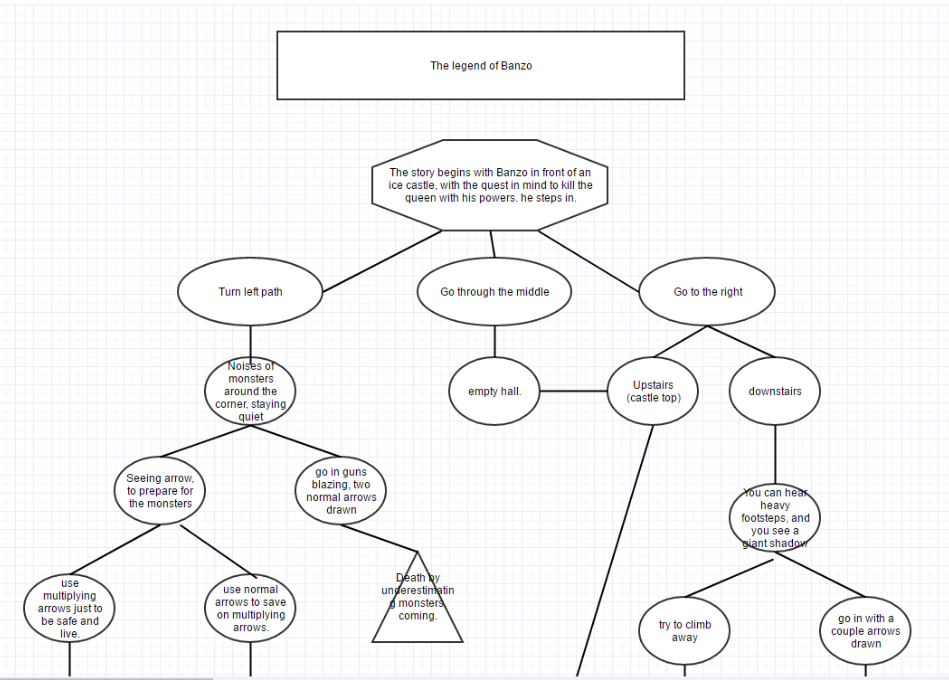 The legend of Banzo
The story begins with Banzo in front of an
ice castle, with the quest in mind to kill the
queen with his powers. he steps in.
Turn left path
Go through the middle
Go to the right
Noises of
monsters
around the
corner, staying
quiet
empty hall.
Upstairs
(castle top)
downstairs
Seeing arrow,
to prepare for
the monsters
go in guns
blazing, two
normal arrows
drawn
You can hear
heavy
footsteps, and
you see a
giant shadow
use
multiplying
arrows just to
be safe and
live.
use normal
arrows to save
on multiplying
arrows.
Death by
underestimatin
g monsters
coming.
try to climb
away
go in with a
couple arrows
drawn